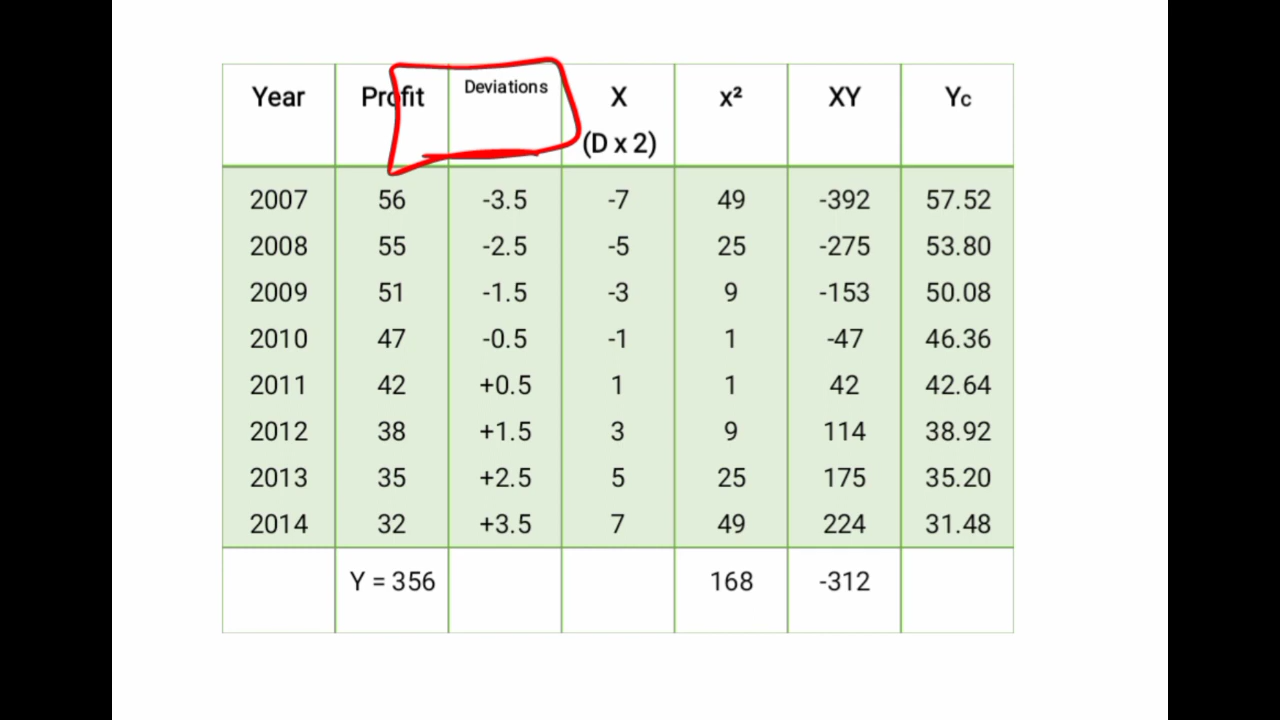 Year Profit Deviations X (D x 2) x² XY Yc
2007 56 -3.5 -7 49 -392 57.52
2008 55 -2.5 -5 25 -275 53.80
2009 51 -1.5 -3 9 -153 50.08
2010 47 -0.5 -1 1 -47 46.36
2011 42 +0.5 1 1 42 42.64
2012 38 +1.5 3 9 114 38.92
2013 35 +2.5 5 25 175 35.20
2014 32 +3.5 7 49 224 31.48
Y = 356 168 -312